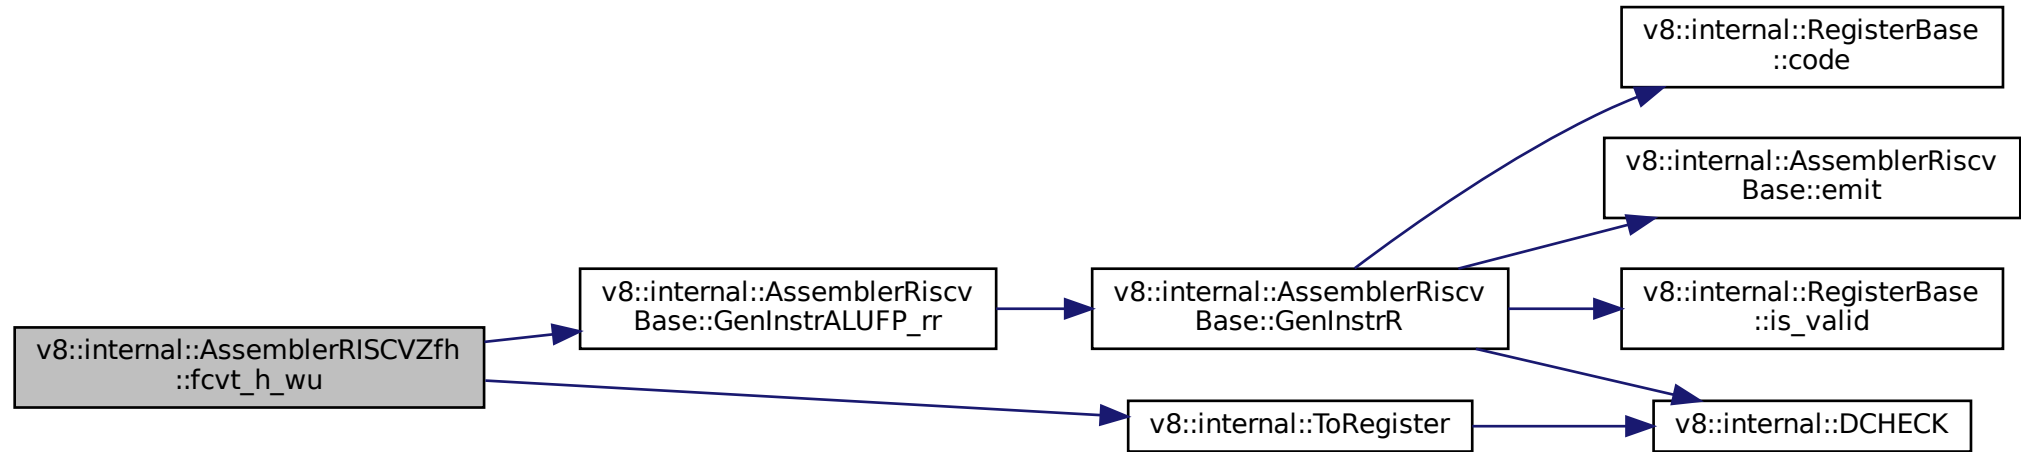 v8::internal::RegisterBase
::code
v8::internal::AssemblerRiscv
Base::emit
v8::internal::AssemblerRiscv
Base::GenInstrALUFP_rr
v8::internal::AssemblerRiscv
Base::GenInstrR
v8::internal::RegisterBase
::is_valid
v8::internal::AssemblerRISCVZfh
::fcvt_h_wu
v8::internal::ToRegister
v8::internal::DCHECK